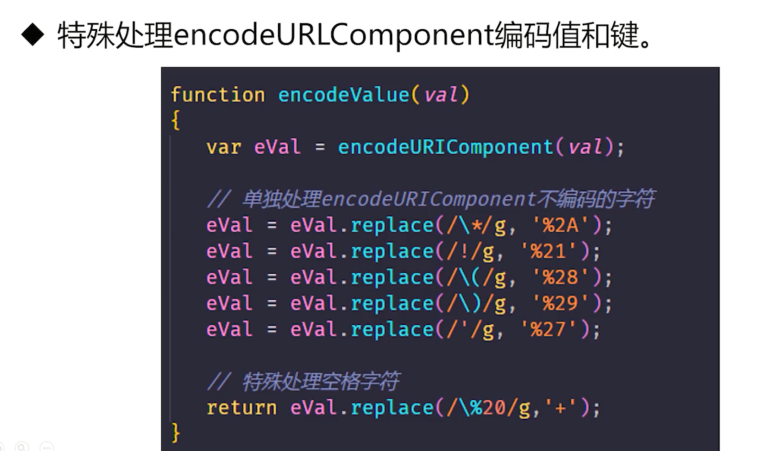 ◆ 特殊处理encodeURLComponent编码值和键。
function encodeValue(val)
{
var eVal = encodeURIComponent(val);
// 单独处理encodeURIComponent不编码的字符
eVal = eVal.replace(/\*/g, '%2A');
eVal = eVal.replace(/!/g, '%21');
eVal = eVal.replace(/\(/g, '%28');
eVal = eVal.replace(/\)/g, '%29');
eVal = eVal.replace(/'/g, '%27');
// 特殊处理空格字符
return eVal.replace(/\%20/g,'+');
}